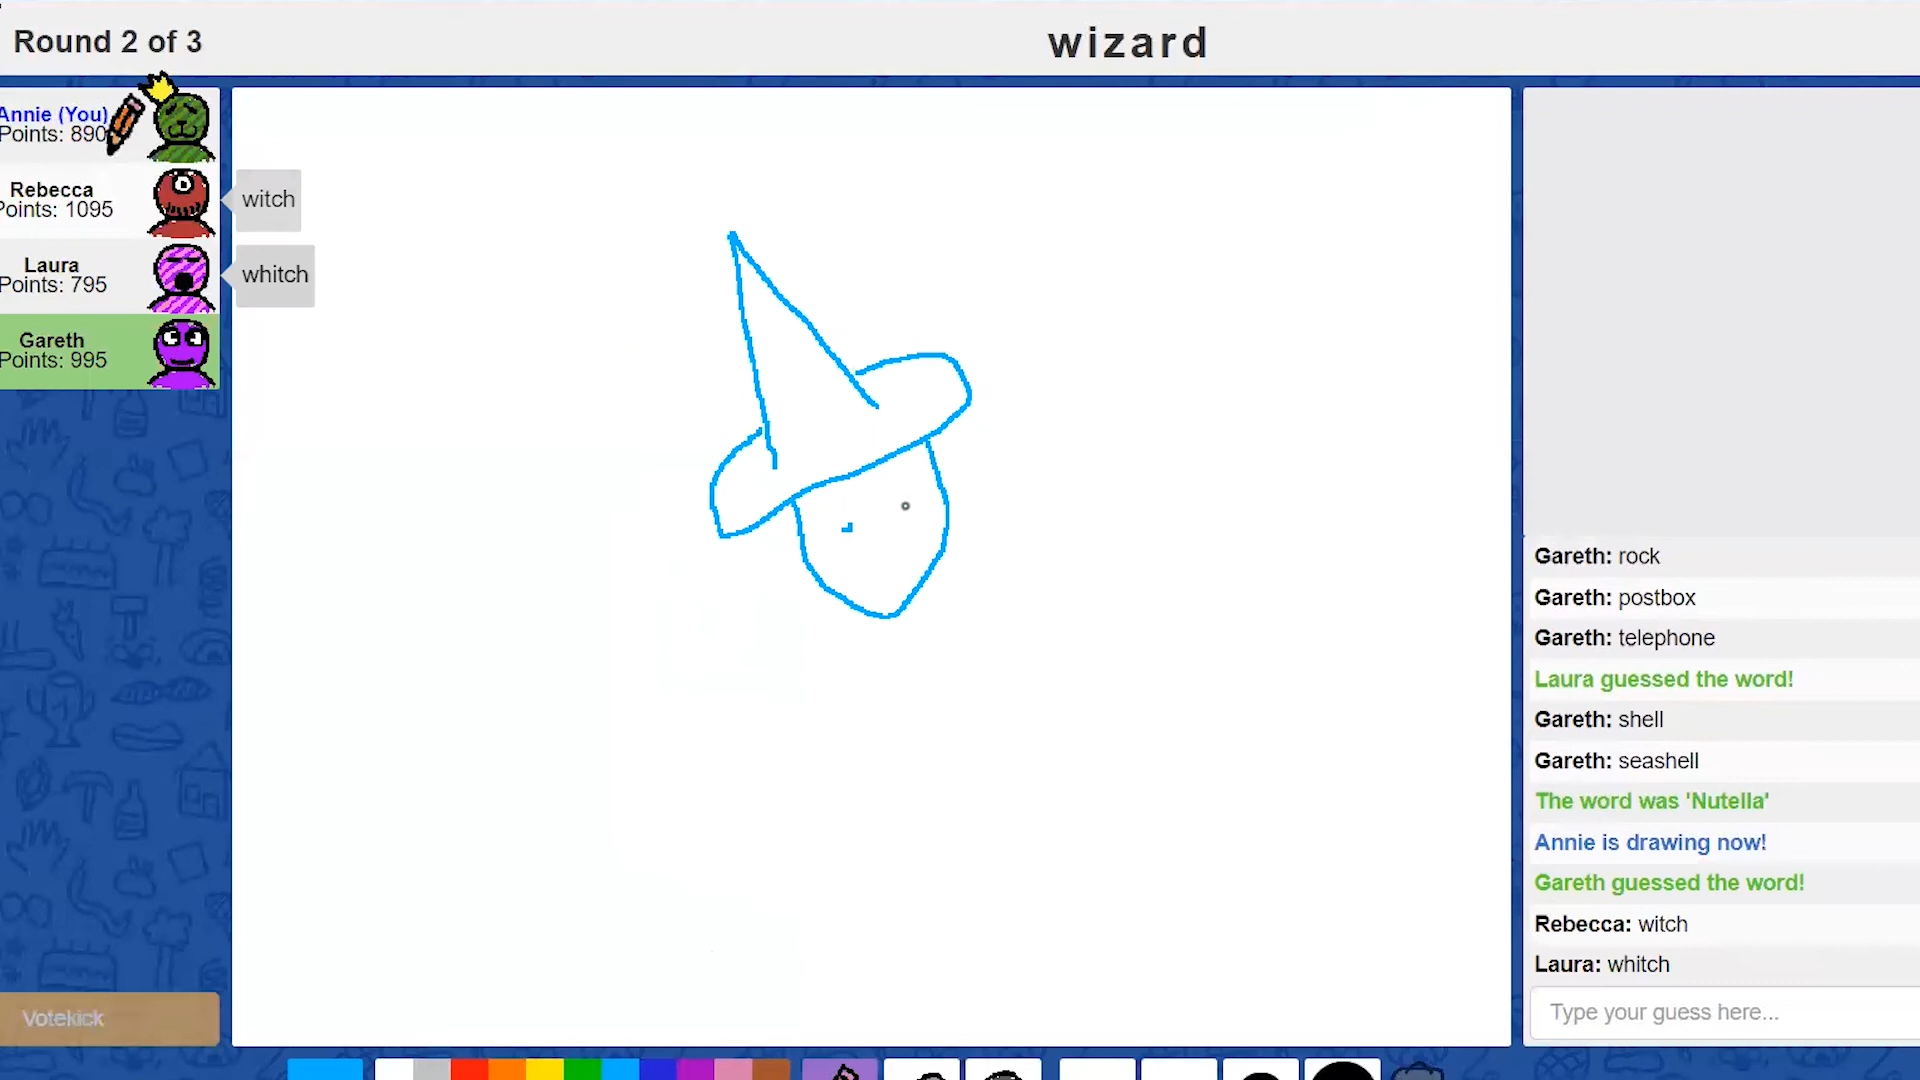 Round 2 of 3
wizard
Annie (You)
Points: 890
Rebecca
Points: 1095
Laura
Points: 795
Gareth
Points: 995
witch
whitch
Gareth: rock
Gareth: postbox
Gareth: telephone
Laura guessed the word!
Gareth: shell
Gareth: seashell
The word was 'Nutella'
Annie is drawing now!
Gareth guessed the word!
Rebecca: witch
Laura: whitch
Votekick
Type your guess here...